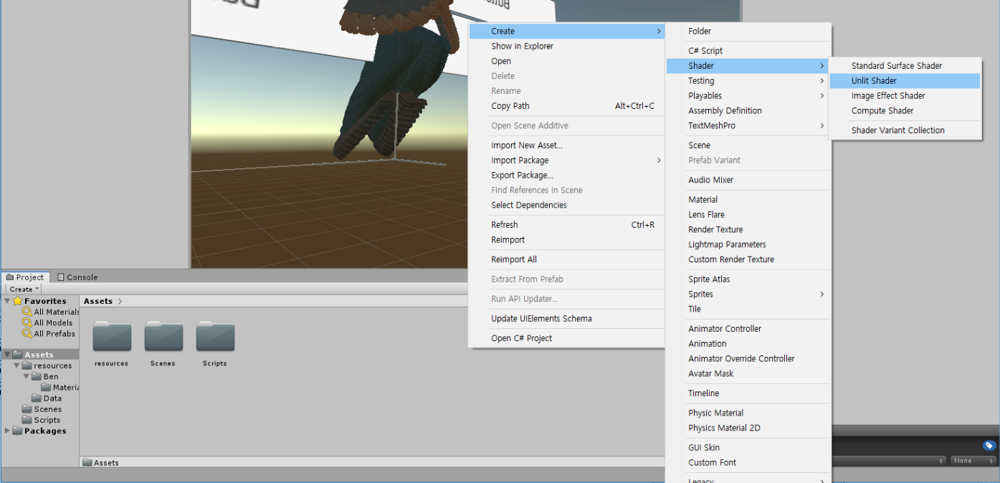 Create
Show in Explorer
Open
Delete
Rename
Copy Path Alt+Ctrl+C
Open Scene Additive
Import New Asset...
Import Package
Export Package...
Find References In Scene
Select Dependencies
Refresh Ctrl+R
Reimport
Reimport All
Extract From Prefab
Run API Updater...
Update UIElements Schema
Open C# Project
Folder
C# Script
Shader
Testing
Playables
Assembly Definition
TextMeshPro
Scene
Prefab Variant
Audio Mixer
Material
Lens Flare
Render Texture
Lightmap Parameters
Custom Render Texture
Sprite Atlas
Sprites
Tile
Animator Controller
Animation
Animator Override Controller
Avatar Mask
Timeline
Physic Material
Physics Material 2D
GUI Skin
Custom Font
Legacy
Standard Surface Shader
Unlit Shader
Image Effect Shader
Compute Shader
Shader Variant Collection
Project Console
Create
Favorites
All Materials
All Models
All Prefabs
Assets
resources
Ben
Materi
Data
Scenes
Scripts
Packages
Assets
resources Scenes Scripts
Assets
None